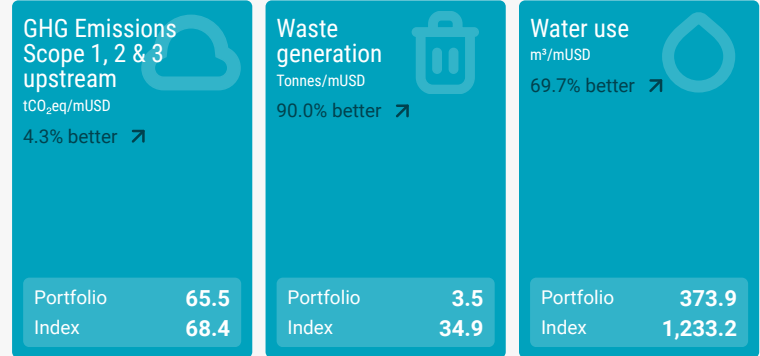 GHG Emissions
Scope 1, 2 & 3
upstream
tCO₂eq/mUSD
4.3% better
Portfolio 65.5
Index 68.4
Waste
generation
Tonnes/mUSD
90.0% better
Portfolio 3.5
Index 34.9
Water use
m³/mUSD
69.7% better
Portfolio 373.9
Index 1,233.2